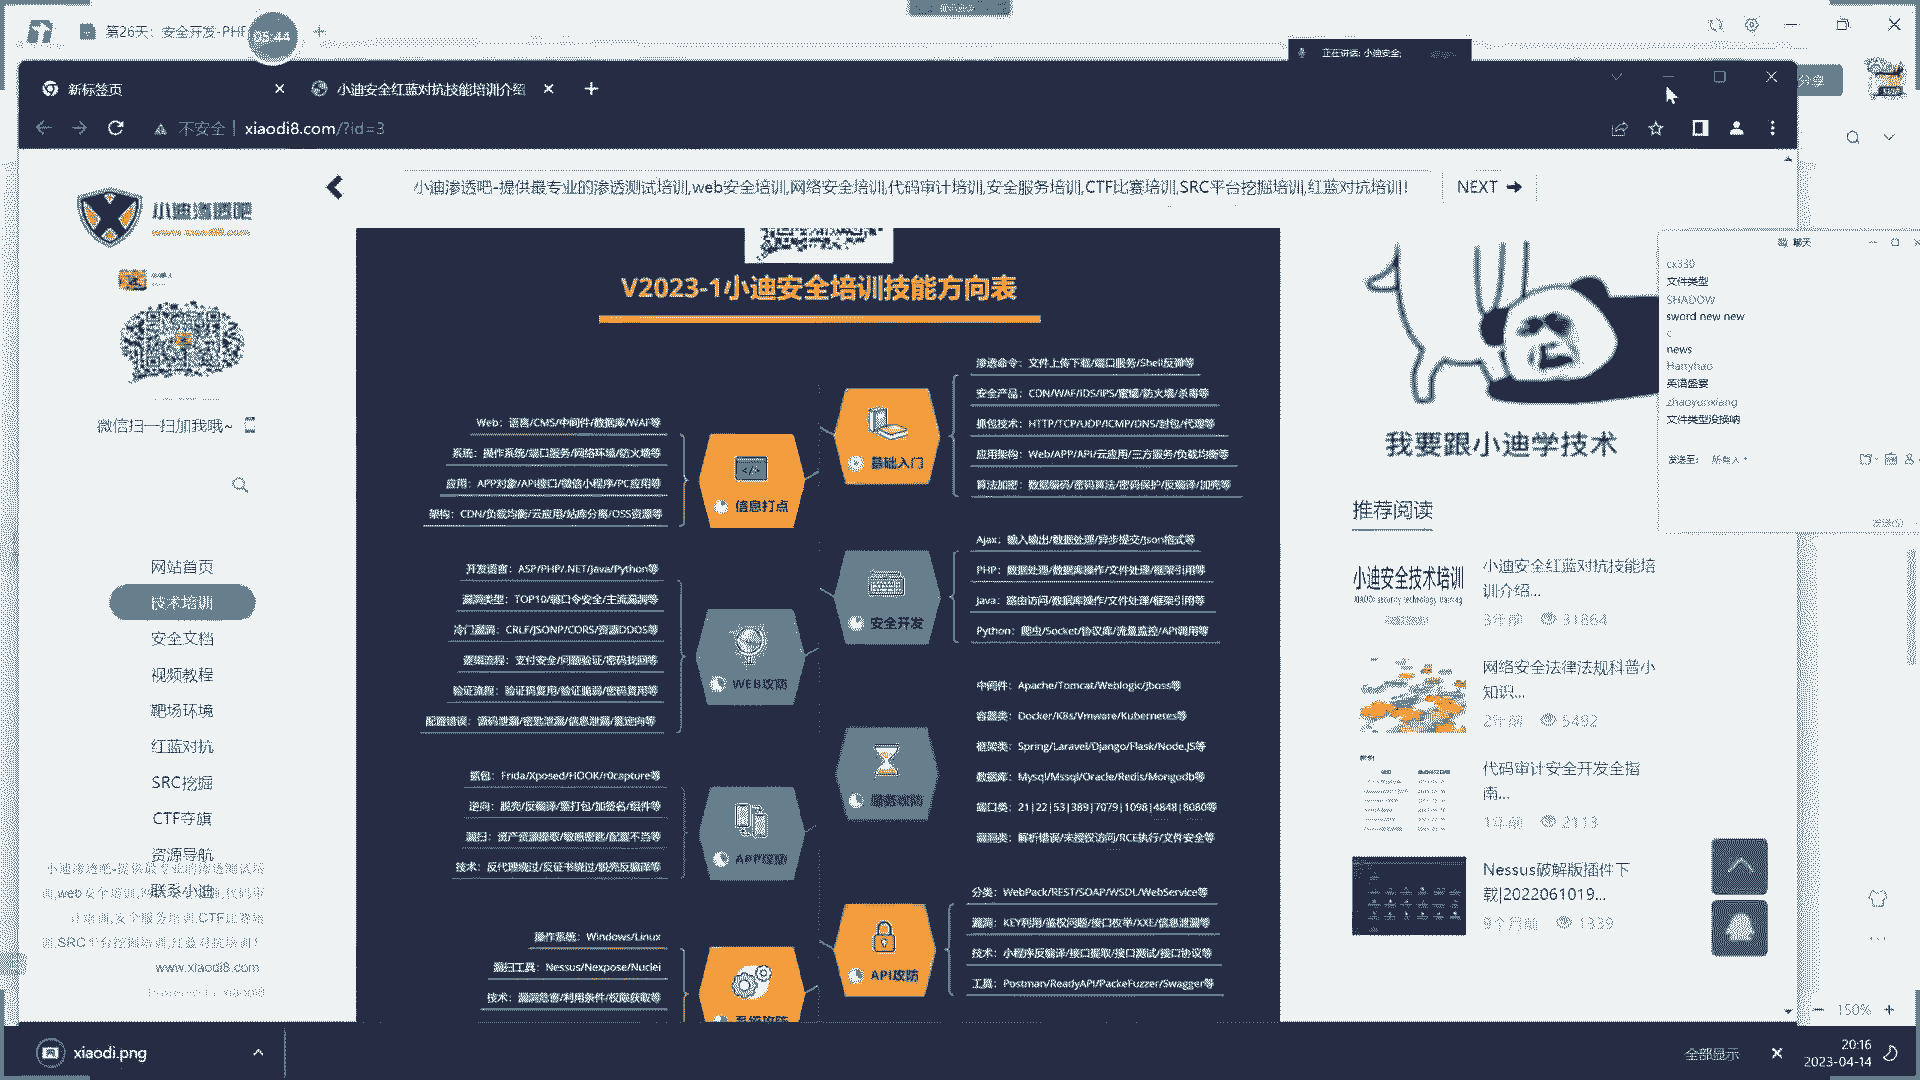 第26天：安全开发-PHP
05:44
正在讲话: 小迪安全;
分享
新标签页
小迪安全红蓝对抗技能培训介绍
不安全
xiaodi8.com/?id=3
小迪渗透吧
www.xiaodi8.com
微信扫一扫加我哦~
网站首页
技术培训
安全文档
视频教程
靶场环境
红蓝对抗
SRC挖掘
CTF夺旗
资源导航
联系小迪
小迪渗透吧-提供最专业的渗透测试培
训,web安全培训,网络安全培训,代码审
计培训,安全服务培训,CTF比赛培
训,SRC平台挖掘培训,红蓝对抗培训!
www.xiaodi8.com
小迪渗透吧-提供最专业的渗透测试培训,web安全培训,网络安全培训,代码审计培训,安全服务培训,CTF比赛培训,SRC平台挖掘培训,红蓝对抗培训!
NEXT
V2023-1小迪安全培训技能方向表
渗透命令：文件上传下载/端口服务/Shell反弹等
安全产品：CDN/WAF/IDS/IPS/蜜罐/防火墙/杀毒等
抓包技术：HTTP/TCP/UDP/ICMP/DNS/封包/代理等
应用架构：Web/APP/API/云应用/三方服务/负载均衡等
算法加密：数据编码/密码算法/密码保护/反编译/加壳等
基础入门
Web：语言/CMS/中间件/数据库/WAF等
系统：操作系统/端口服务/网络环境/防火墙等
应用：APP对象/API接口/微信小程序/PC应用等
架构：CDN/负载均衡/云应用/站库分离/OSS资源等
信息打点
Ajax：输入输出/数据处理/异步提交/Json格式等
PHP：数据处理/数据库操作/文件处理/框架引用等
Java：路由访问/数据库操作/文件处理/框架引用等
Python：爬虫/Socket/协议库/流量监控/API调用等
安全开发
开发语言：ASP/PHP/.NET/Java/Python等
漏洞类型：TOP10/弱口令安全/主流漏洞等
冷门漏洞：CRLF/JSONP/CORS/资源DDOS等
逻辑流程：支付安全/问题验证/密码找回等
验证流程：验证码复用/验证脆弱/密码复用等
配置错误：源码泄漏/密匙泄漏/信息泄漏/重定向等
WEB攻防
中间件：Apache/Tomcat/Weblogic/Jboss等
容器类：Docker/K8s/Vmware/Kubernetes等
框架类：Spring/Laravel/Django/Flask/Node.JS等
数据库：Mysql/Mssql/Oracle/Redis/Mongodb等
端口类：21|22|53|389|7079|1098|4848|8080等
漏洞类：解析错误/未授权访问/RCE执行/文件安全等
服务攻防
抓包：Frida/Xposed/HOOK/r0capture等
逆向：脱壳/反编译/重打包/加签名/组件等
漏扫：资产资源提取/敏感密匙/配置不当等
技术：反代理绕过/反证书绕过/脱壳反编译等
APP攻防
分类：WebPack/REST/SOAP/WSDL/WebService等
漏洞：KEY利用/鉴权问题/接口枚举/XXE/信息泄漏等
技术：小程序反编译/接口提取/接口测试/接口协议等
工具：Postman/ReadyAPI/PackeFuzzer/Swagger等
API攻防
操作系统：Windows/Linux
漏扫工具：Nessus/Nexpose/Nuclei
技术：漏洞危害/利用条件/权限获取等
系统攻防
我要跟小迪学技术
推荐阅读
小迪安全技术培训
小迪安全红蓝对抗技能培
训介绍...
3年前 31864
网络安全法律法规科普小
知识...
2年前 5492
代码审计安全开发全指
南...
1年前 2113
Nessus破解版插件下
载|2022061019...
9个月前 1339
聊天
cx330
文件类型
SHADOW
sword new new
c
news
Hanyhao
英语盛宴
zhaoyunxiang
文件类型没换呐
发送至: 所有人
150%
xiaodi.png
全部显示
20:16
2023-04-14